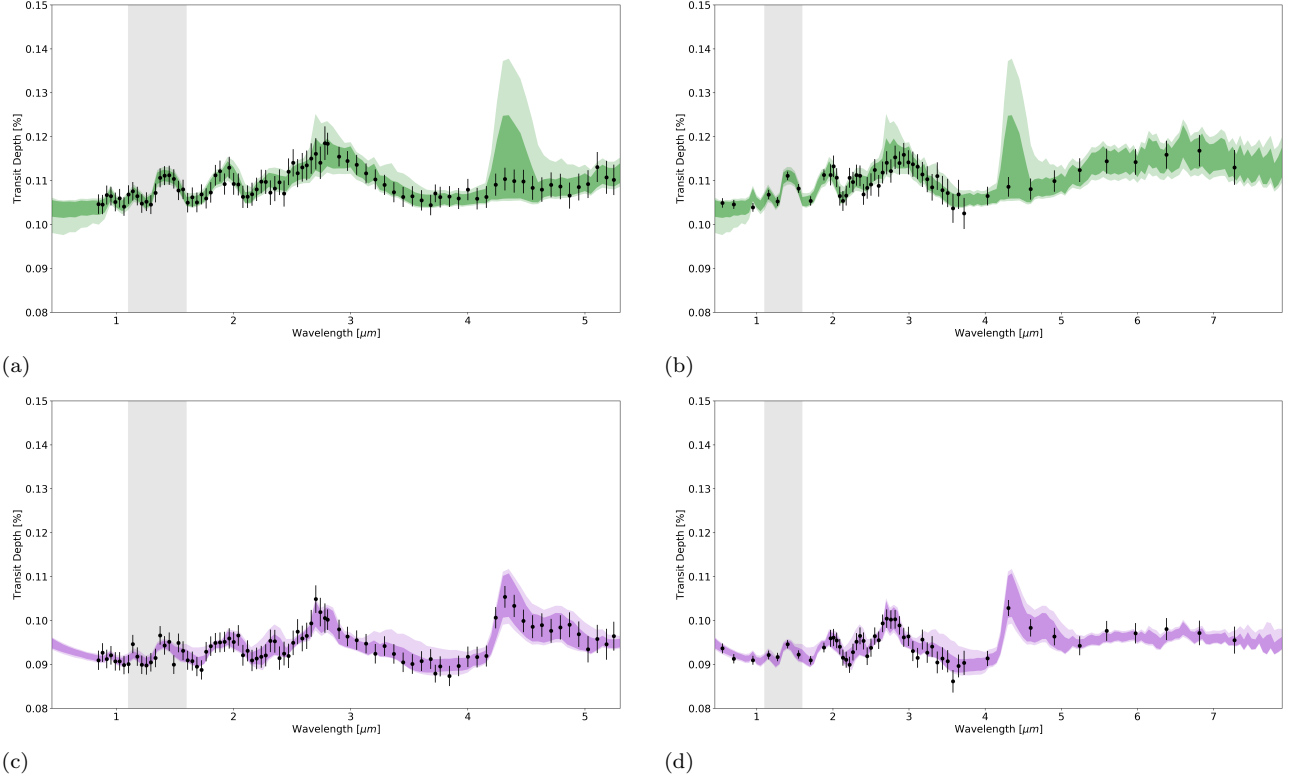 0.15
0.14
0.13
0.12
0.11
0.10
0.09
0.08
Transit Depth [%]
1 2 3 4 5
Wavelength [μm]
(a)
0.15
0.14
0.13
0.12
0.11
0.10
0.09
0.08
Transit Depth [%]
1 2 3 4 5 6 7
Wavelength [μm]
(b)
0.15
0.14
0.13
0.12
0.11
0.10
0.09
0.08
Transit Depth [%]
1 2 3 4 5
Wavelength [μm]
(c)
0.15
0.14
0.13
0.12
0.11
0.10
0.09
0.08
Transit Depth [%]
1 2 3 4 5 6 7
Wavelength [μm]
(d)